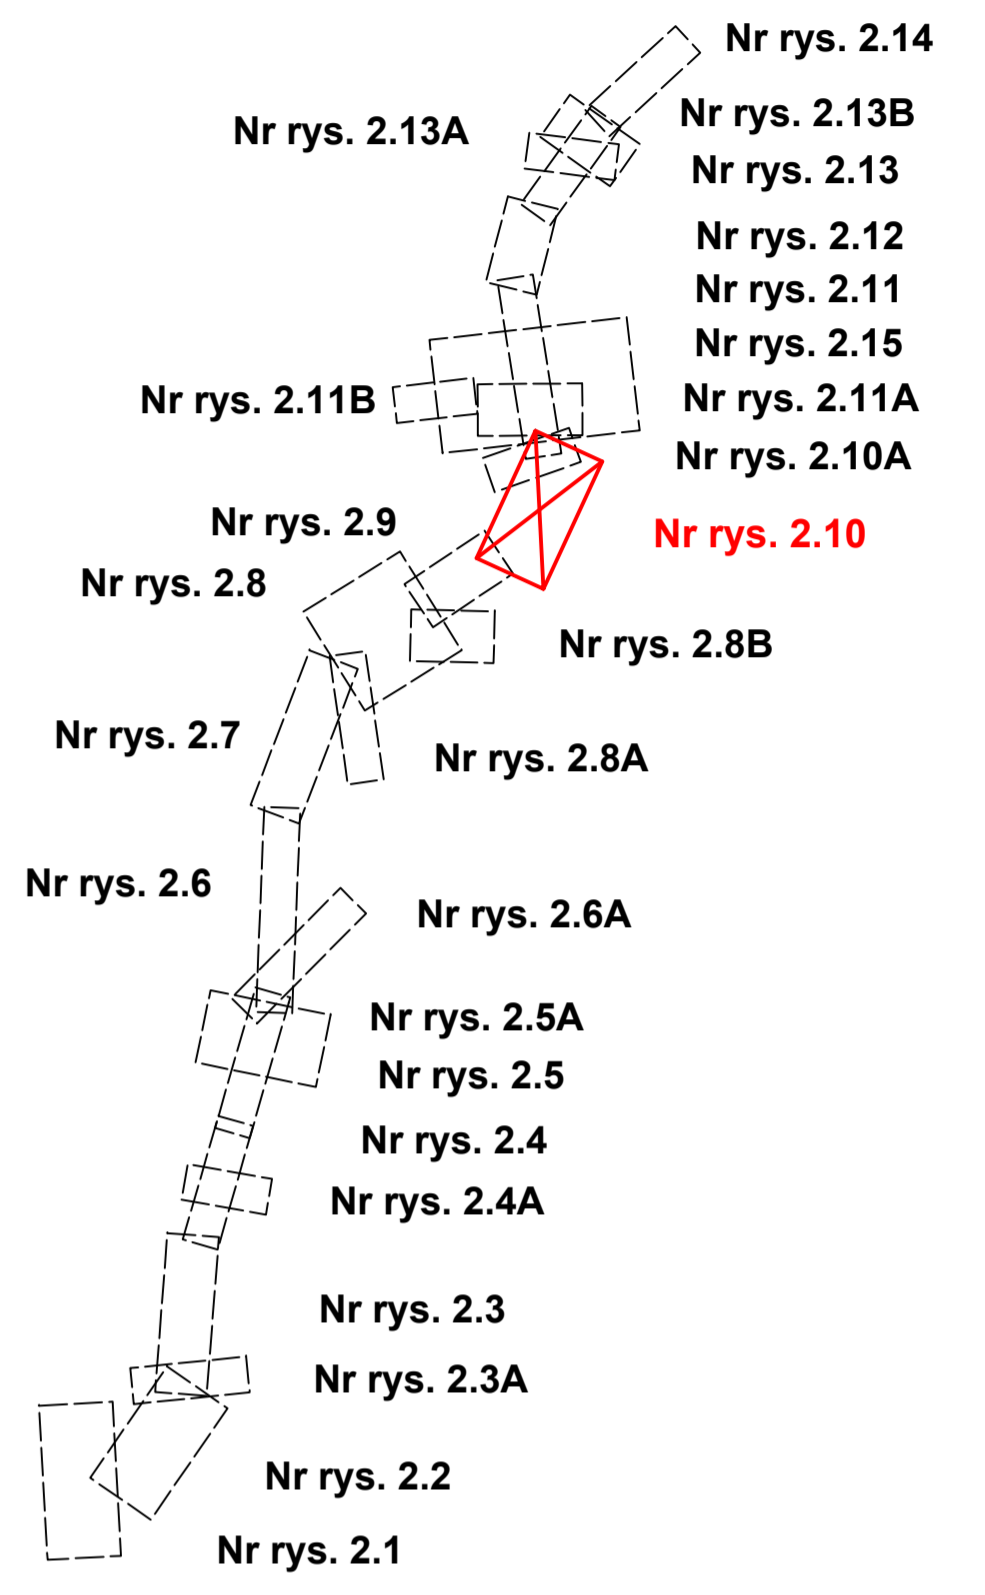 Nr rys. 2.14
Nr rys. 2.13B
Nr rys. 2.13A
Nr rys. 2.13
Nr rys. 2.12
Nr rys. 2.11
Nr rys. 2.15
Nr rys. 2.11B
Nr rys. 2.11A
Nr rys. 2.10A
Nr rys. 2.9
Nr rys. 2.10
Nr rys. 2.8
Nr rys. 2.8B
Nr rys. 2.7
Nr rys. 2.8A
Nr rys. 2.6
Nr rys. 2.6A
Nr rys. 2.5A
Nr rys. 2.5
Nr rys. 2.4
Nr rys. 2.4A
Nr rys. 2.3
Nr rys. 2.3A
Nr rys. 2.2
Nr rys. 2.1